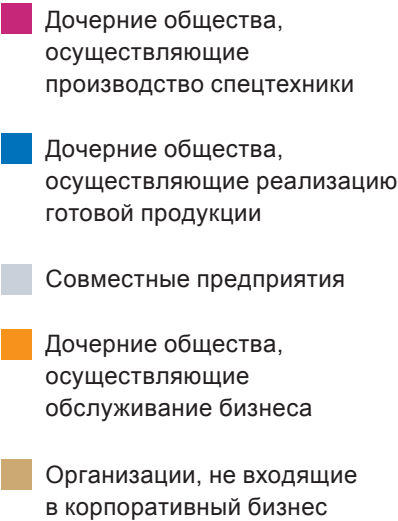 Дочерние общества,
осуществляющие
производство спецтехники
Дочерние общества,
осуществляющие реализацию
готовой продукции
Совместные предприятия
Дочерние общества,
осуществляющие
обслуживание бизнеса
Организации, не входящие
в корпоративный бизнес